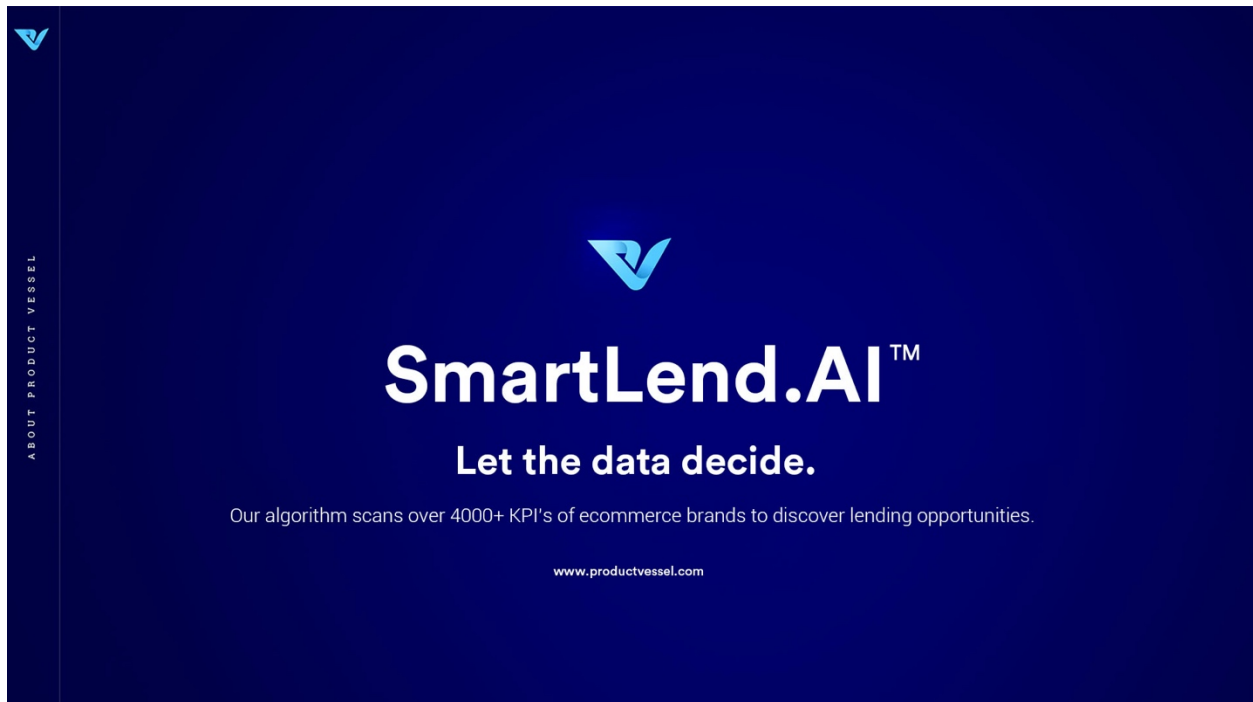 ABOUT PRODUCT VESSEL
SmartLend.AI™
Let the data decide.
Our algorithm scans over 4000+ KPI's of ecommerce brands to discover lending opportunities.
www.productvessel.com